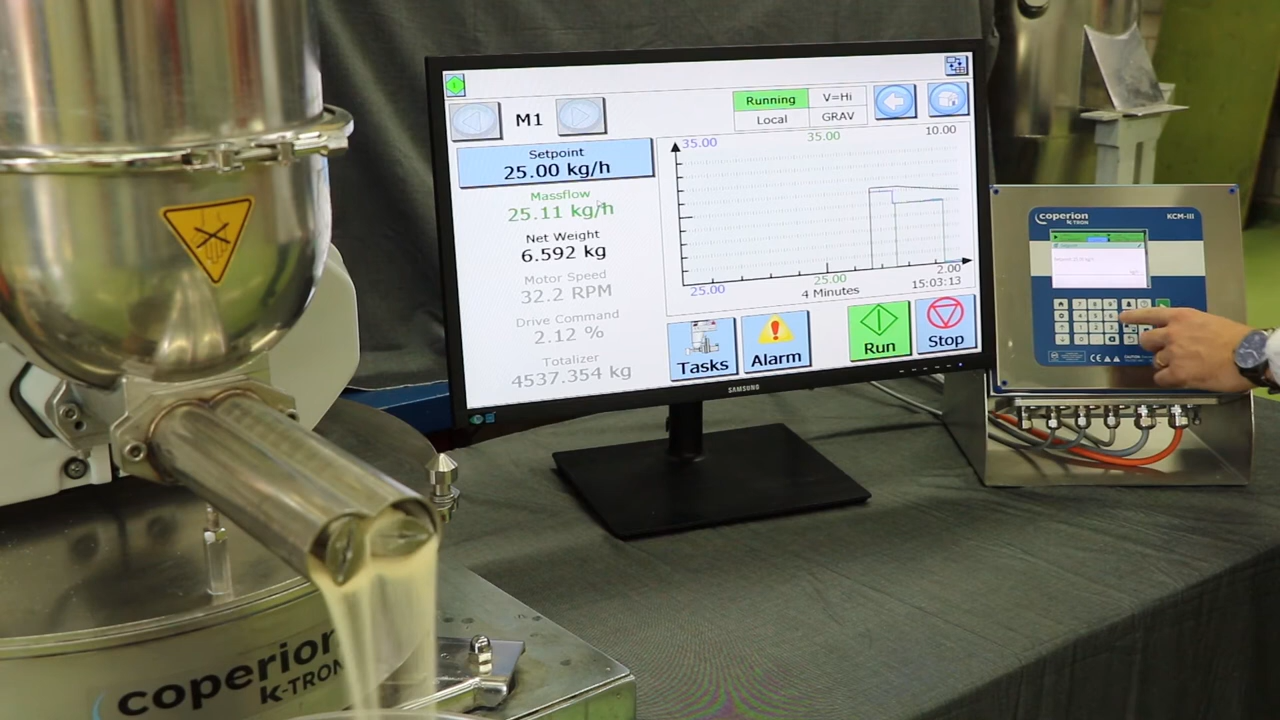 M1
Running
V=Hi
Local
GRAV
Setpoint
25.00 kg/h
Massflow
25.11 kg/h
Net Weight
6.592 kg
Motor Speed
32.2 RPM
Drive Command
2.12 %
Totalizer
4537.354 kg
35.00
35.00
10.00
25.00
25.00
2.00
4 Minutes
15:03:13
Tasks
Alarm
Run
Stop
SAMSUNG
coperion
K-TRON
KCM-III
Setpoint
coperion
K-TRON